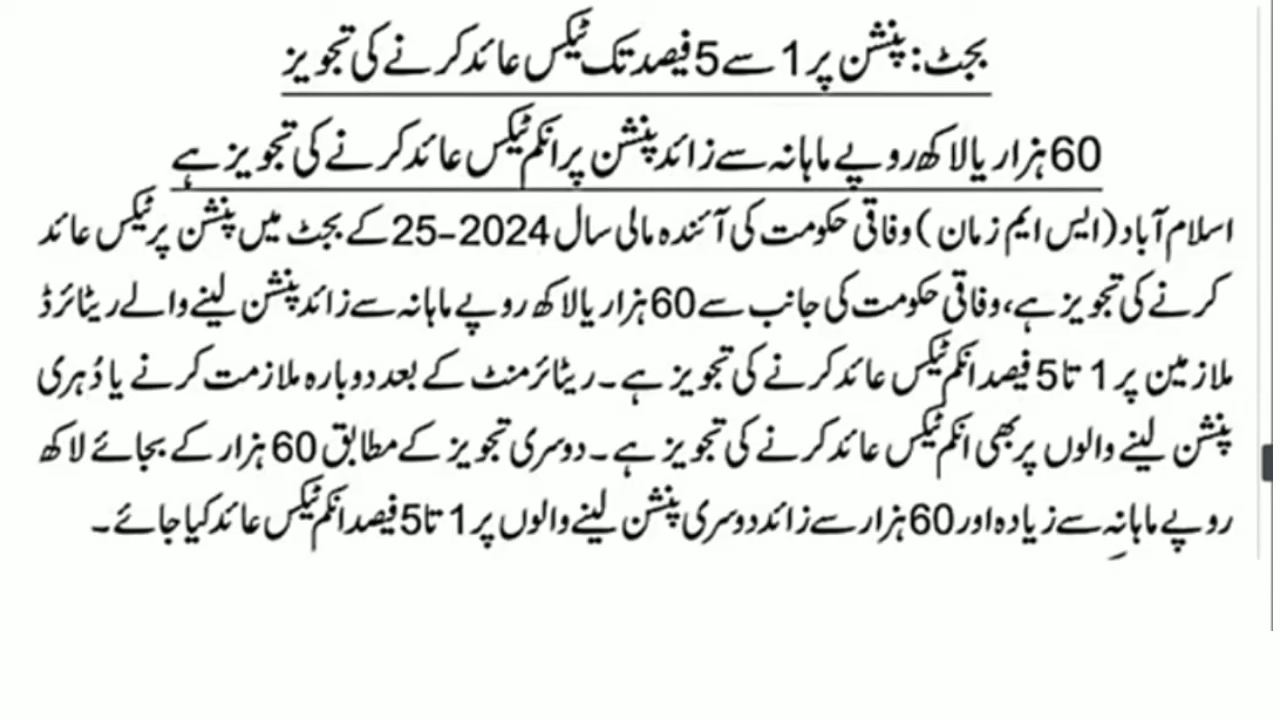 بجٹ: پنشن پر 1 سے 5 فیصد تک ٹیکس عائد کرنے کی تجویز
60 ہزار یا لاکھ روپے ماہانہ سے زائد پنشن پر انکم ٹیکس عائد کرنے کی تجویز ہے
اسلام آباد (ایس ایم زمان) وفاقی حکومت کی آئندہ مالی سال 2024-25 کے بجٹ میں پنشن پر ٹیکس عائد
کرنے کی تجویز ہے، وفاقی حکومت کی جانب سے 60 ہزار یا لاکھ روپے ماہانہ سے زائد پنشن لینے والے ریٹائرڈ
ملازمین پر 1 تا 5 فیصد انکم ٹیکس عائد کرنے کی تجویز ہے۔ ریٹائرمنٹ کے بعد دوبارہ ملازمت کرنے یا دُہری
پنشن لینے والوں پر بھی انکم ٹیکس عائد کرنے کی تجویز ہے۔ دوسری تجویز کے مطابق 60 ہزار کے بجائے لاکھ
روپے ماہانہ سے زیادہ اور 60 ہزار سے زائد دوسری پنشن لینے والوں پر 1 تا 5 فیصد انکم ٹیکس عائد کیا جائے۔